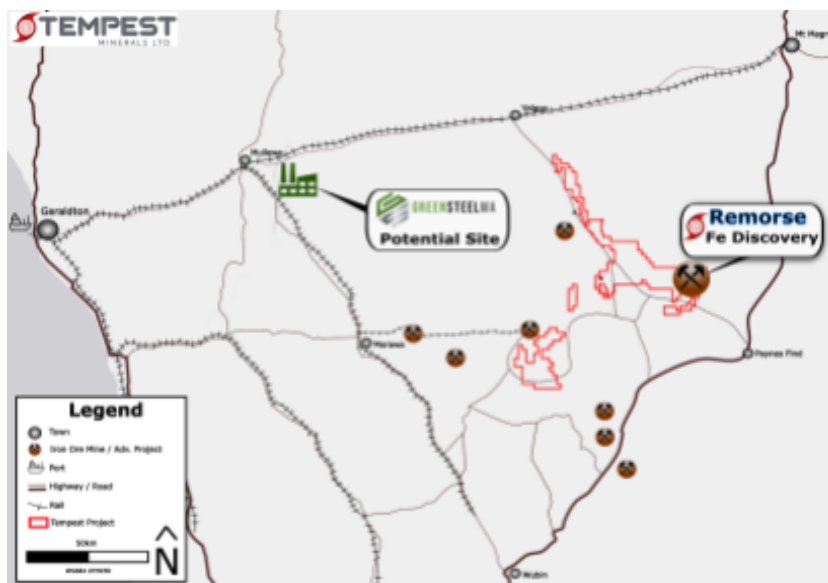 TEMPEST
MINERALS LTD
Mt Magn
Yalgoo
Mullewa
GREENSTEELWA
Potential Site
Geraldton
Remorse
Fe Discovery
Morawa
Paynes Find
Legend
Town
Iron Ore Mine / Adv. Project
Port
Highway / Road
Rail
Tempest Project
50km
N
Wubin